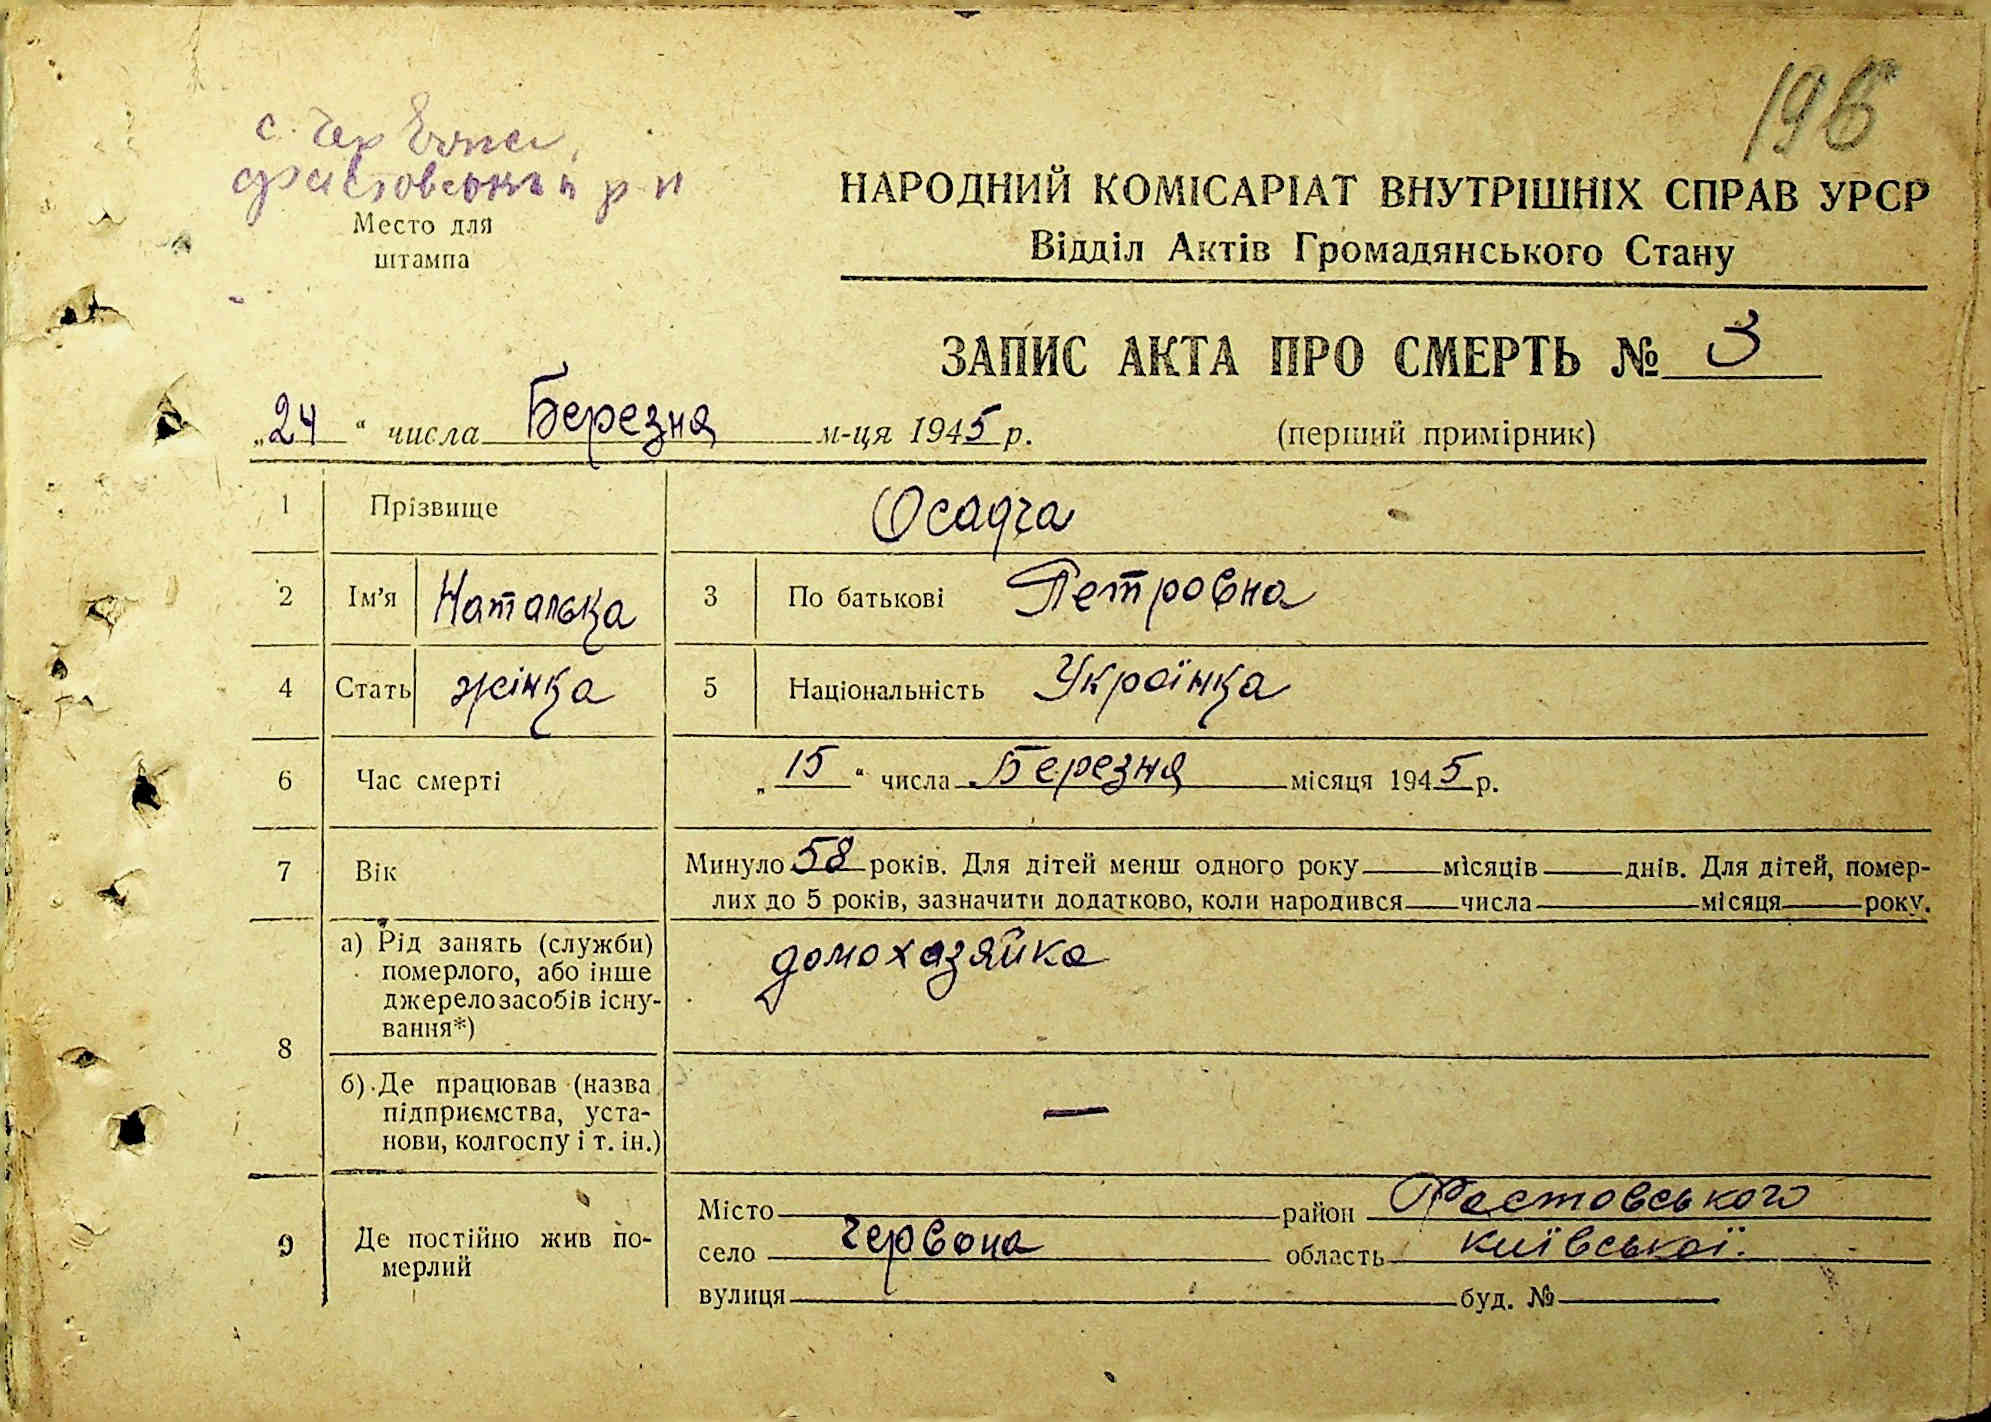 196
с. Червона,
Фастовський р н
Место для
штампа
НАРОДНИЙ КОМІСАРІАТ ВНУТРІШНІХ СПРАВ УРСР
Відділ Актів Громадянського Стану
ЗАПИС АКТА ПРО СМЕРТЬ № 3
„24" числа Березня м-ця 1945 р. (перший примірник)
1 Прізвище Осадча
2 Ім'я Наталька 3 По батькові Петровна
4 Стать жінка 5 Національність Українка
6 Час смерті „15" числа Березня місяця 1945 р.
7 Вік Минуло 58 років. Для дітей менш одного року місяців днів. Для дітей, помер-
лих до 5 років, зазначити додатково, коли народився числа місяця року.
8 а) Рід занять (служби)
померлого, або інше
джерело засобів існу-
вання*)
домохазяйка
б) Де працював (назва
підприємства, уста-
нови, колгоспу і т. ін.)
—
9 Де постійно жив по-
мерлий
Місто район Фастовського
село Червона область Київської.
вулиця буд. №